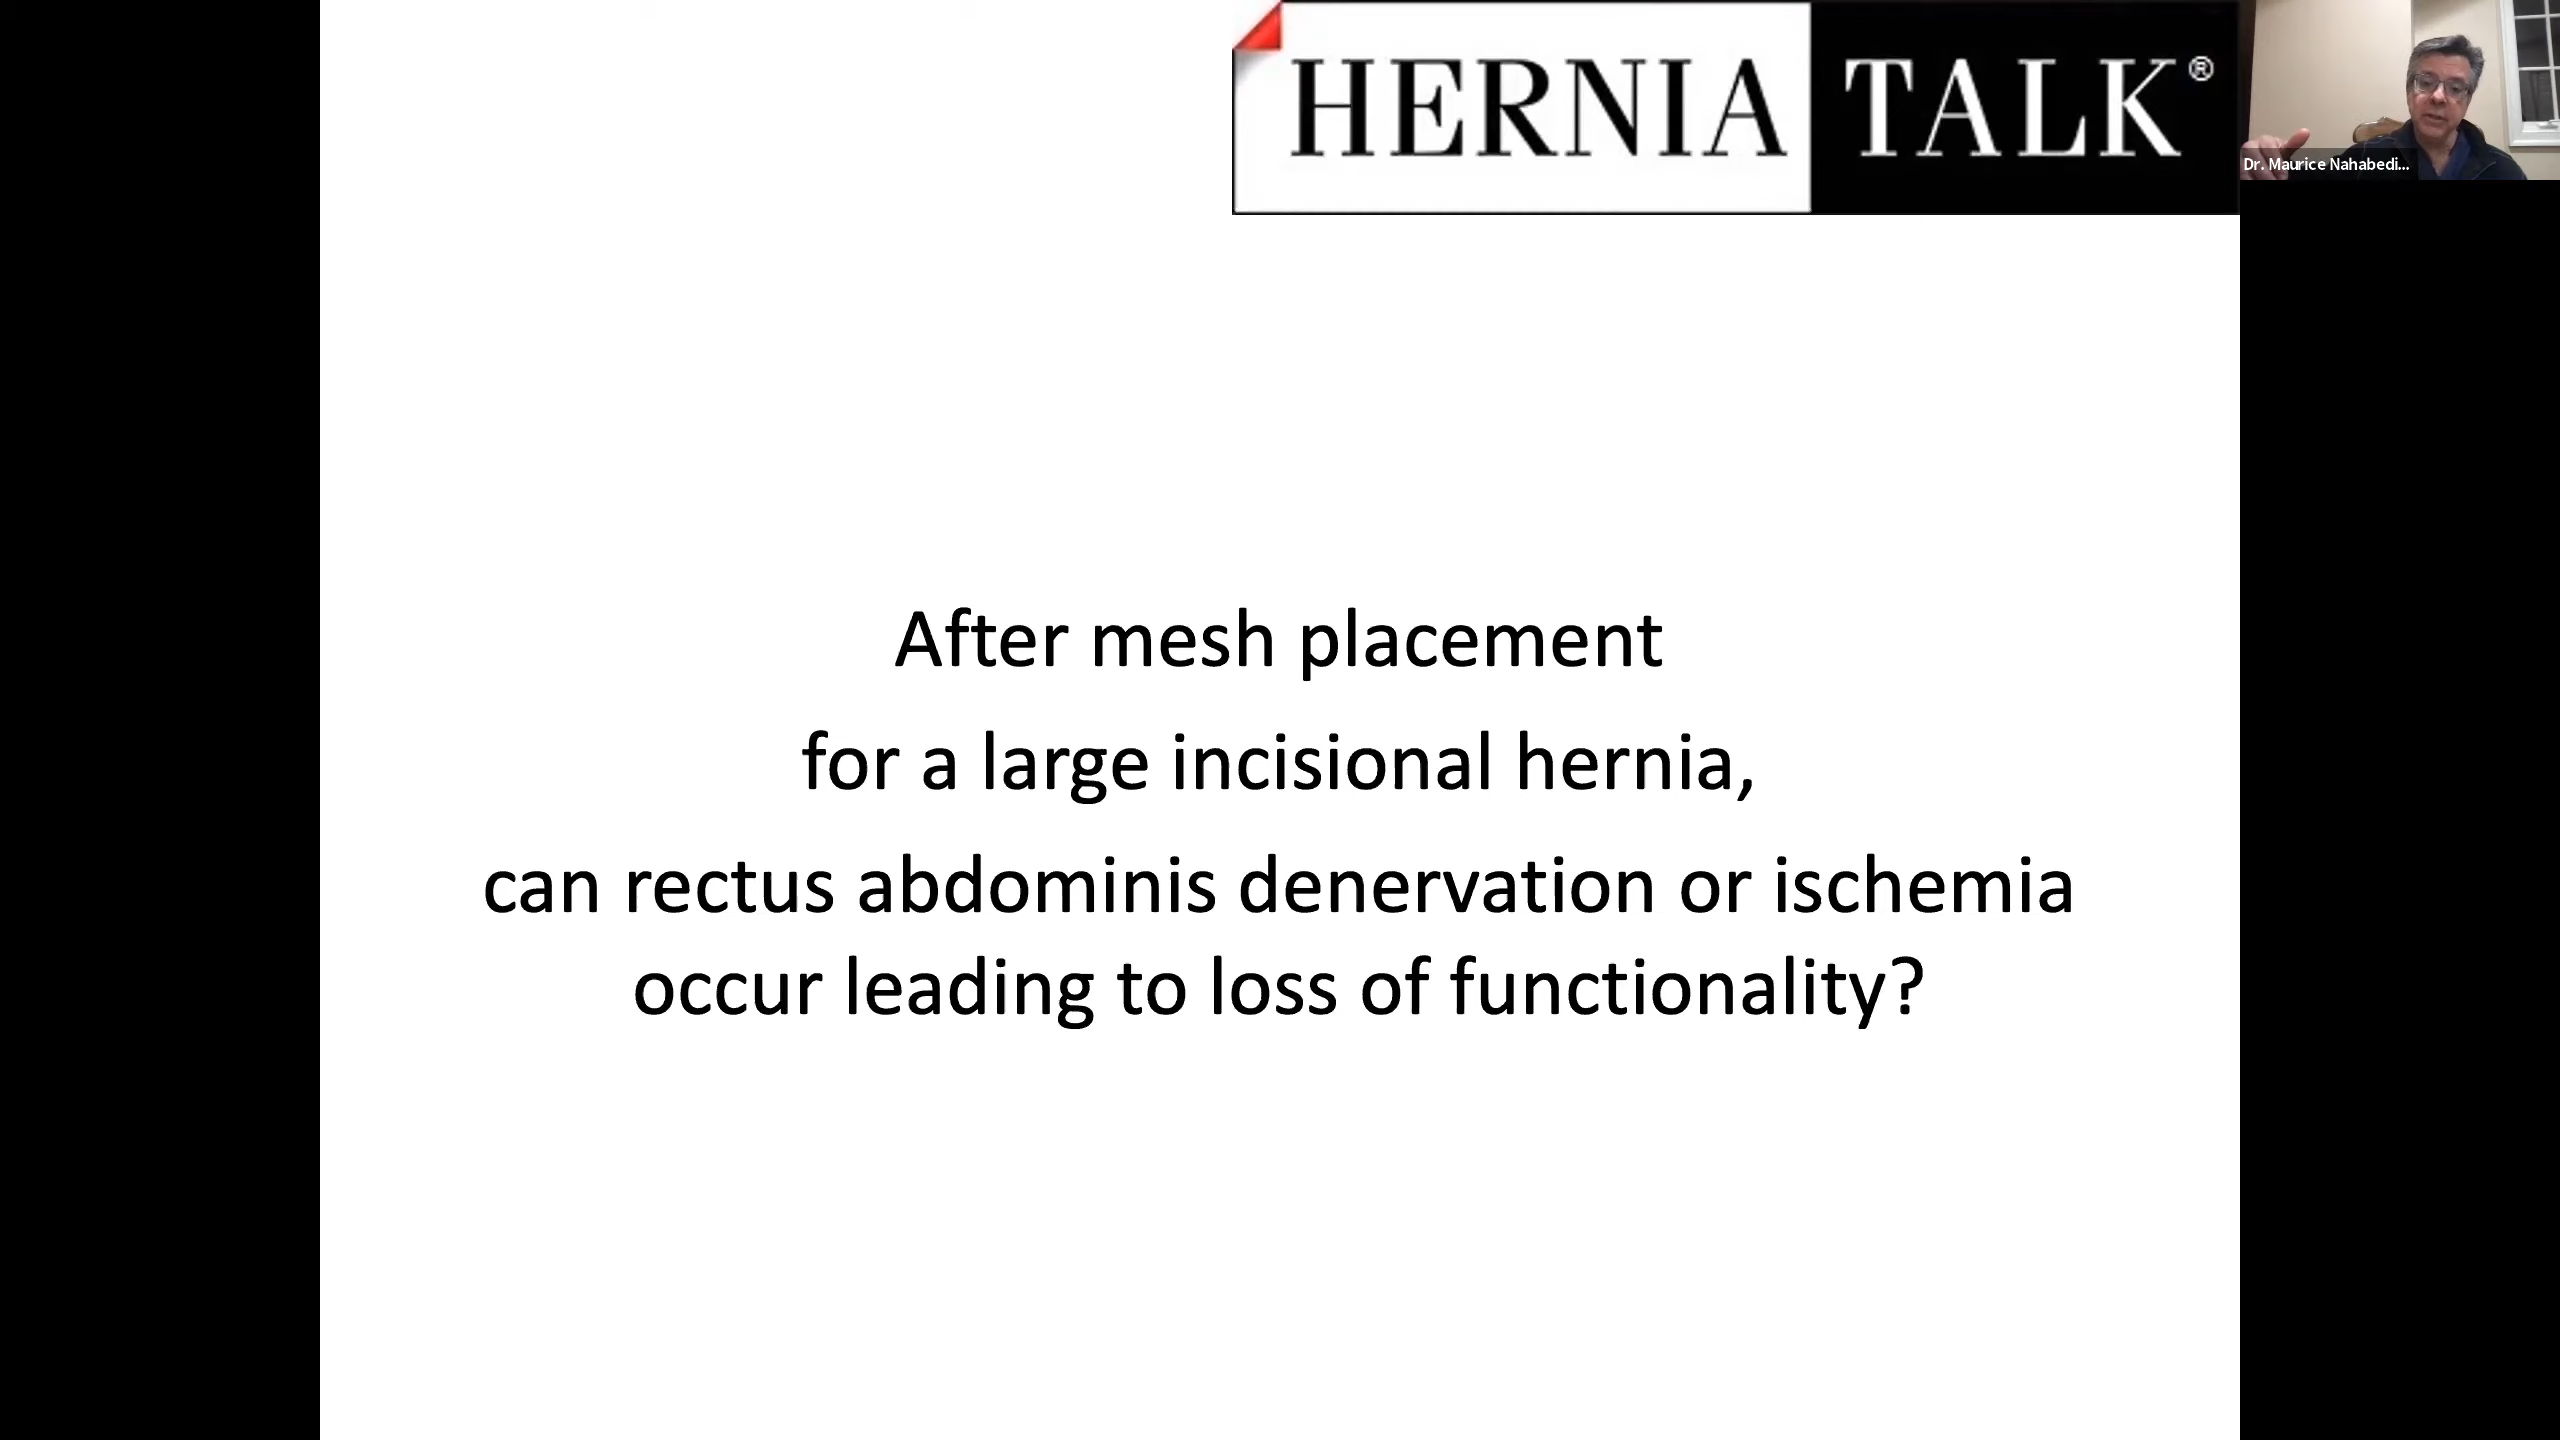 HERNIA TALK®
Dr. Maurice Nahabedi...
After mesh placement
for a large incisional hernia,
can rectus abdominis denervation or ischemia
occur leading to loss of functionality?